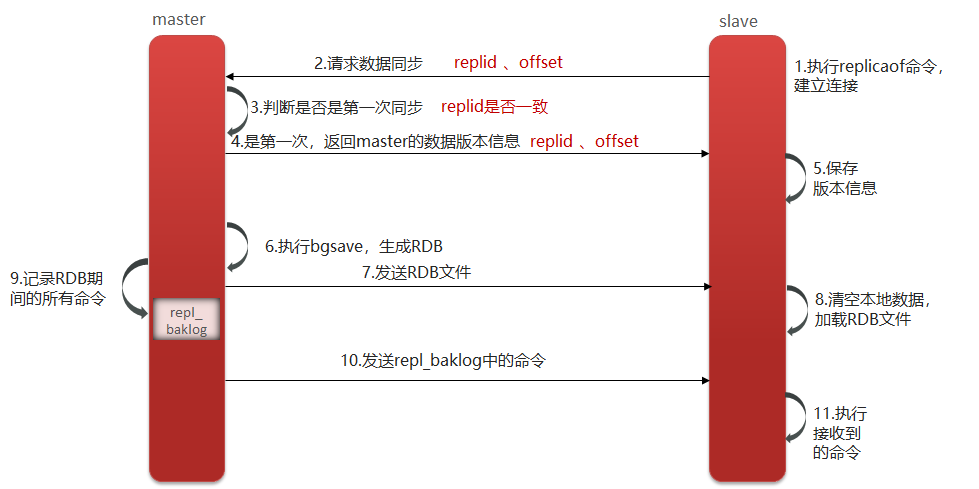 master
slave
2.请求数据同步 replid 、offset
1.执行replicaof命令，
建立连接
3.判断是否是第一次同步 replid是否一致
4.是第一次，返回master的数据版本信息 replid 、offset
5.保存
版本信息
6.执行bgsave，生成RDB
7.发送RDB文件
9.记录RDB期
间的所有命令
repl_
baklog
8.清空本地数据，
加载RDB文件
10.发送repl_baklog中的命令
11.执行
接收到
的命令